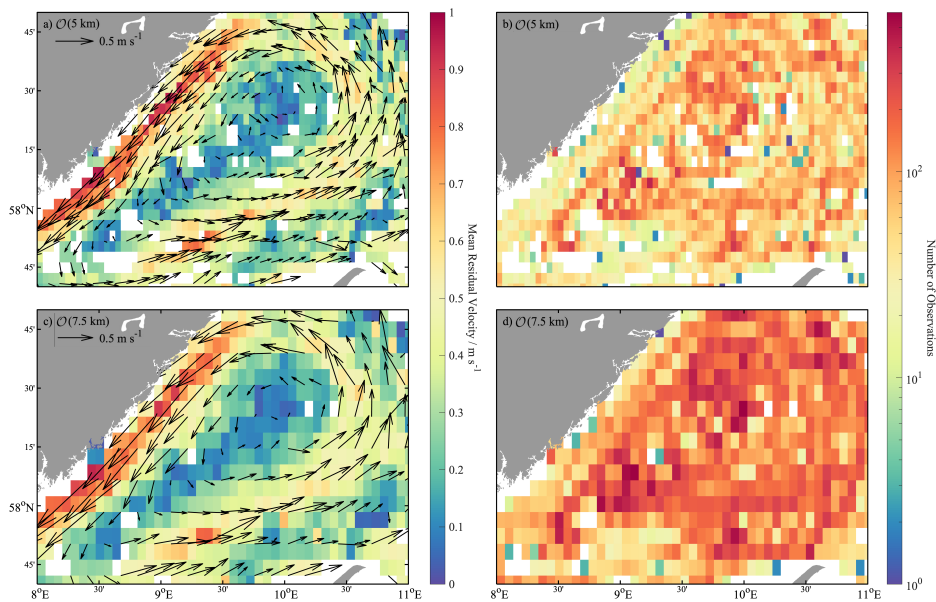 a) 𝒪(5 km)
0.5 m s⁻¹
45'
30'
15'
58°N
45'
b) 𝒪(5 km)
c) 𝒪(7.5 km)
0.5 m s⁻¹
45'
30'
15'
58°N
45'
8°E
30'
9°E
30'
10°E
30'
11°E
d) 𝒪(7.5 km)
8°E
30'
9°E
30'
10°E
30'
11°E
1
0.9
0.8
0.7
0.6
0.5
0.4
0.3
0.2
0.1
0
Mean Residual Velocity / m s⁻¹
10²
10¹
10⁰
Number of Observations